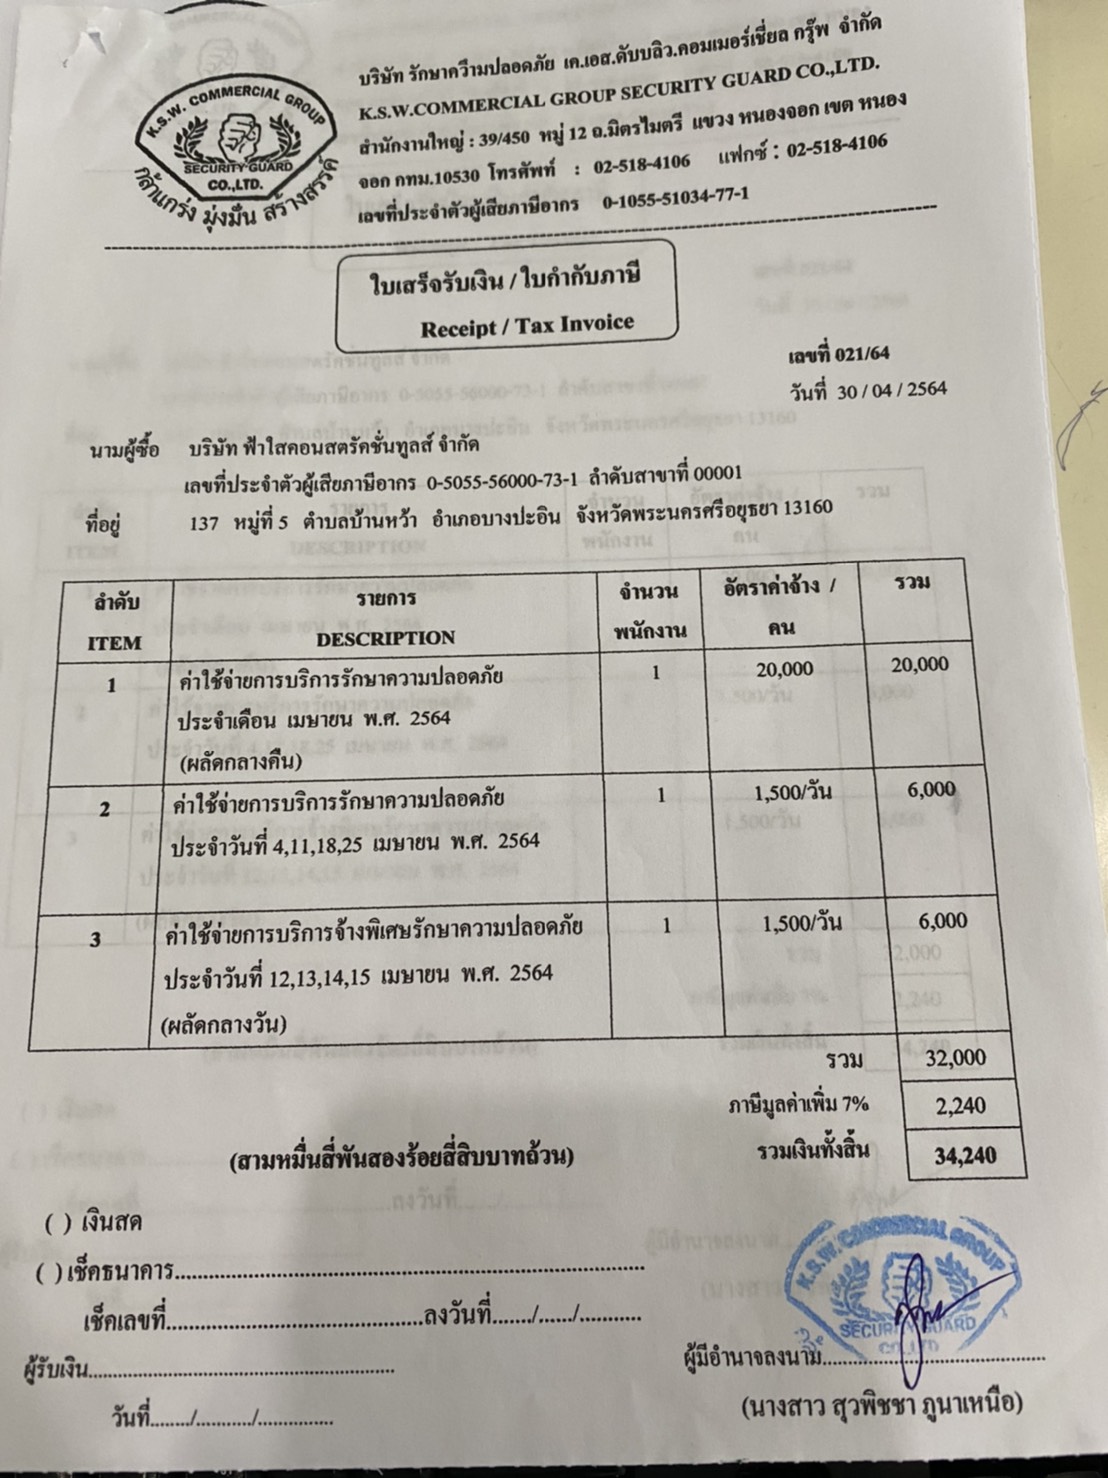 K.S.W. COMMERCIAL GROUP
SECURITY GUARD
CO.,LTD.
กล้าแกร่ง มุ่งมั่น สร้างสรรค์
บริษัท รักษาความปลอดภัย เค.เอส.ดับบลิว.คอมเมอร์เชี่ยล กรุ๊พ จำกัด
K.S.W.COMMERCIAL GROUP SECURITY GUARD CO.,LTD.
สำนักงานใหญ่ : 39/450 หมู่ 12 ถ.มิตรไมตรี แขวง หนองจอก เขต หนอง
จอก กทม.10530 โทรศัพท์ : 02-518-4106 แฟกซ์ : 02-518-4106
เลขที่ประจำตัวผู้เสียภาษีอากร 0-1055-51034-77-1
ใบเสร็จรับเงิน / ใบกำกับภาษี
Receipt / Tax Invoice
เลขที่ 021/64
วันที่ 30 / 04 / 2564
นามผู้ซื้อ บริษัท ฟ้าใสคอนสตรัคชั่นทูลส์ จำกัด
เลขที่ประจำตัวผู้เสียภาษีอากร 0-5055-56000-73-1 ลำดับสาขาที่ 00001
ที่อยู่ 137 หมู่ที่ 5 ตำบลบ้านหว้า อำเภอบางปะอิน จังหวัดพระนครศรีอยุธยา 13160
ลำดับ รายการ จำนวน อัตราค่าจ้าง / รวม
ITEM DESCRIPTION พนักงาน คน
1 ค่าใช้จ่ายการบริการรักษาความปลอดภัย 1 20,000 20,000
ประจำเดือน เมษายน พ.ศ. 2564
(ผลัดกลางคืน)
2 ค่าใช้จ่ายการบริการรักษาความปลอดภัย 1 1,500/วัน 6,000
ประจำวันที่ 4,11,18,25 เมษายน พ.ศ. 2564
3 ค่าใช้จ่ายการบริการจ้างพิเศษรักษาความปลอดภัย 1 1,500/วัน 6,000
ประจำวันที่ 12,13,14,15 เมษายน พ.ศ. 2564
(ผลัดกลางวัน)
รวม 32,000
ภาษีมูลค่าเพิ่ม 7% 2,240
(สามหมื่นสี่พันสองร้อยสี่สิบบาทถ้วน) รวมเงินทั้งสิ้น 34,240
( ) เงินสด
( ) เช็คธนาคาร....................
เช็คเลขที่....................ลงวันที่......./....../...........
ผู้รับเงิน....................
วันที่......./.........../..............
K.S.W. COMMERCIAL GROUP
SECURITY GUARD
CO.,LTD
ผู้มีอำนาจลงนาม....................
(นางสาว สุวพิชชา ภูนาเหนือ)